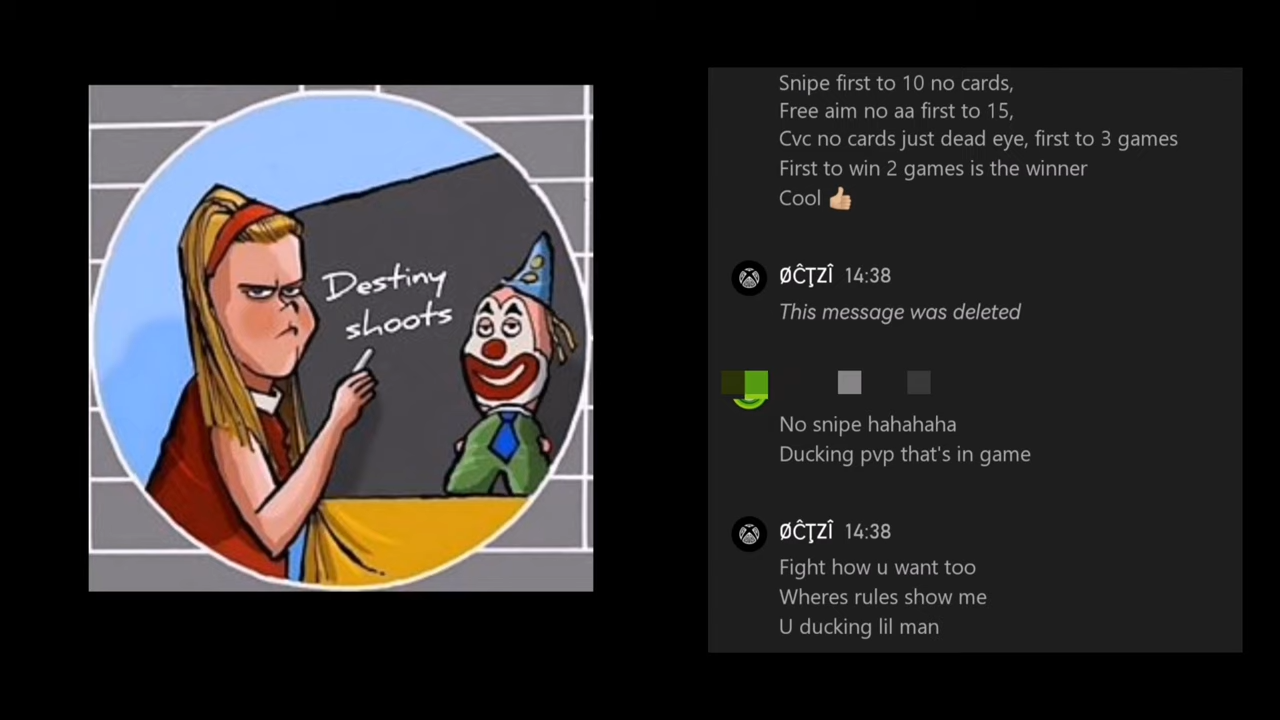 Destiny
shoots
Snipe first to 10 no cards,
Free aim no aa first to 15,
Cvc no cards just dead eye, first to 3 games
First to win 2 games is the winner
Cool 👍🏼
ØĈŢZÎ 14:38
This message was deleted
No snipe hahahaha
Ducking pvp that's in game
ØĈŢZÎ 14:38
Fight how u want too
Wheres rules show me
U ducking lil man